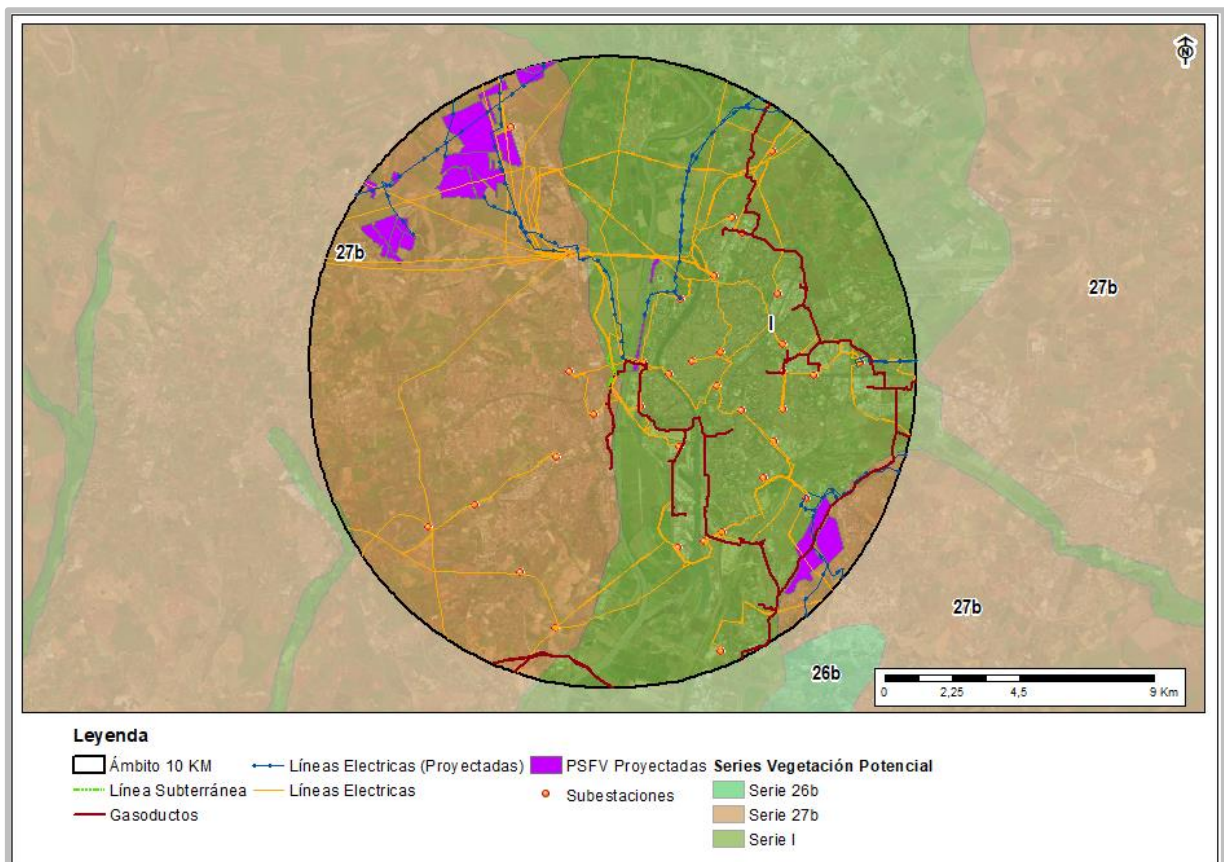 N
27b
27b
I
27b
26b
0 2,25 4,5 9 Km
Leyenda
Ámbito 10 KM Líneas Electricas (Proyectadas) PSFV Proyectadas Series Vegetación Potencial
Línea Subterránea Líneas Electricas Subestaciones Serie 26b
Gasoductos Serie 27b
Serie I